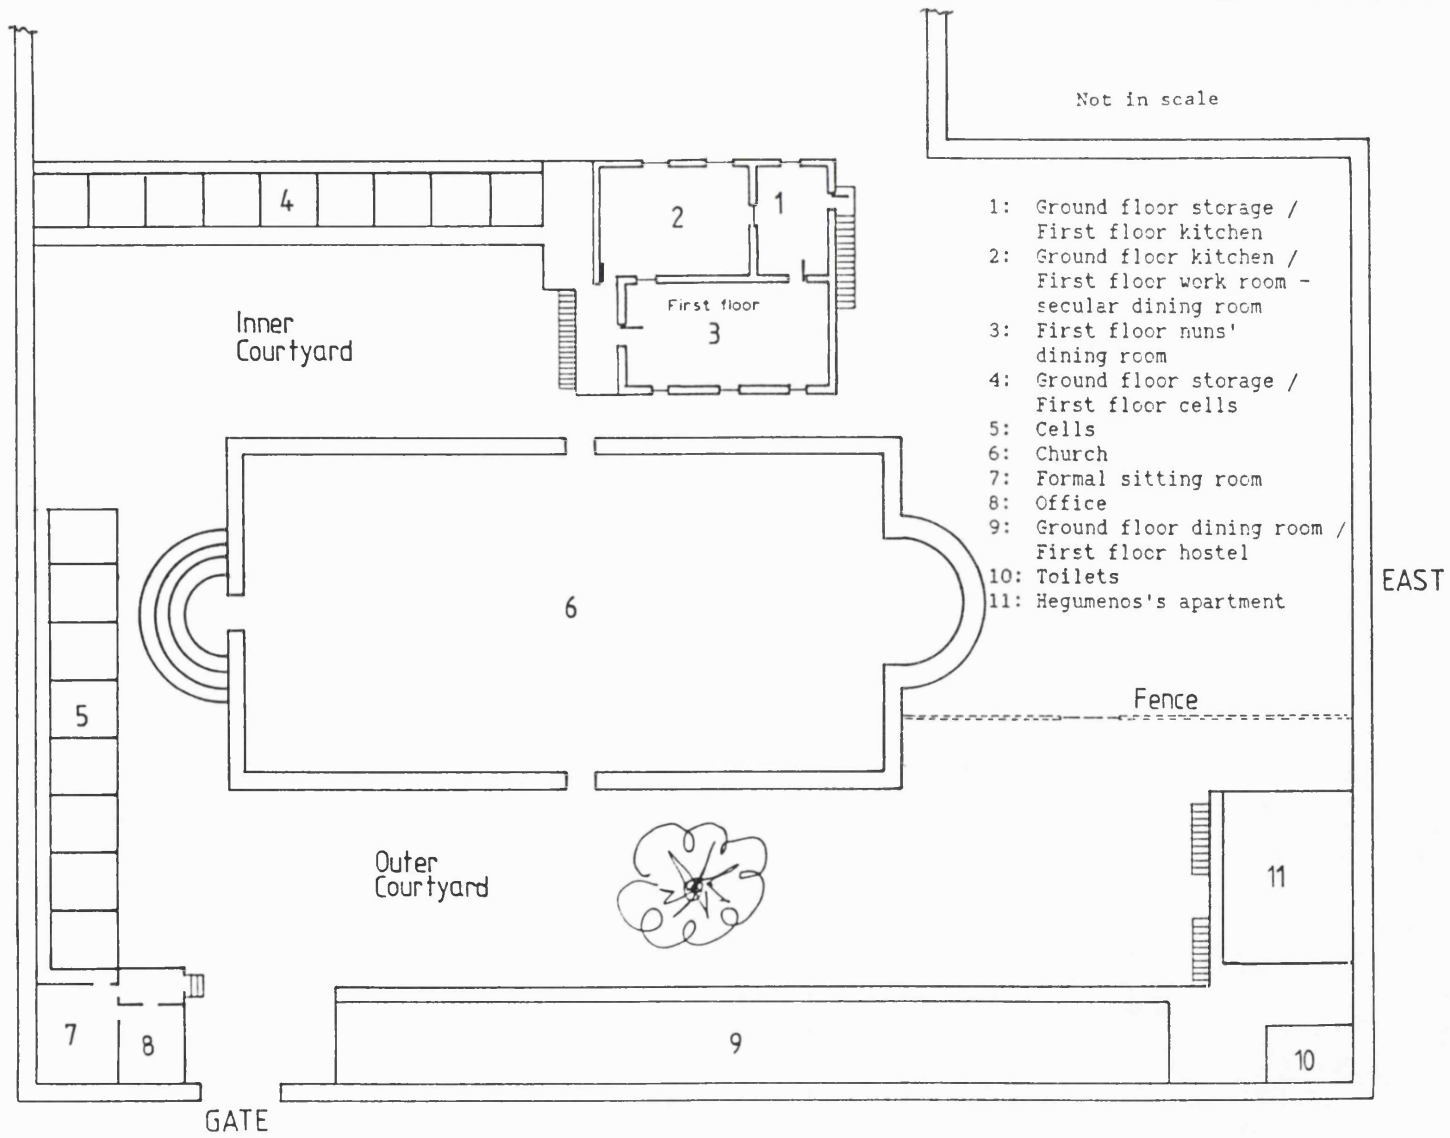 Not in scale
1: Ground floor storage /
First floor kitchen
2: Ground floor kitchen /
First floor work room -
secular dining room
3: First floor nuns'
dining room
4: Ground floor storage /
First floor cells
5: Cells
6: Church
7: Formal sitting room
8: Office
9: Ground floor dining room /
First floor hostel
10: Toilets
11: Hegumenos's apartment
4
2
1
First floor
3
Inner
Courtyard
6
EAST
Fence
5
Outer
Courtyard
11
7
8
9
10
GATE